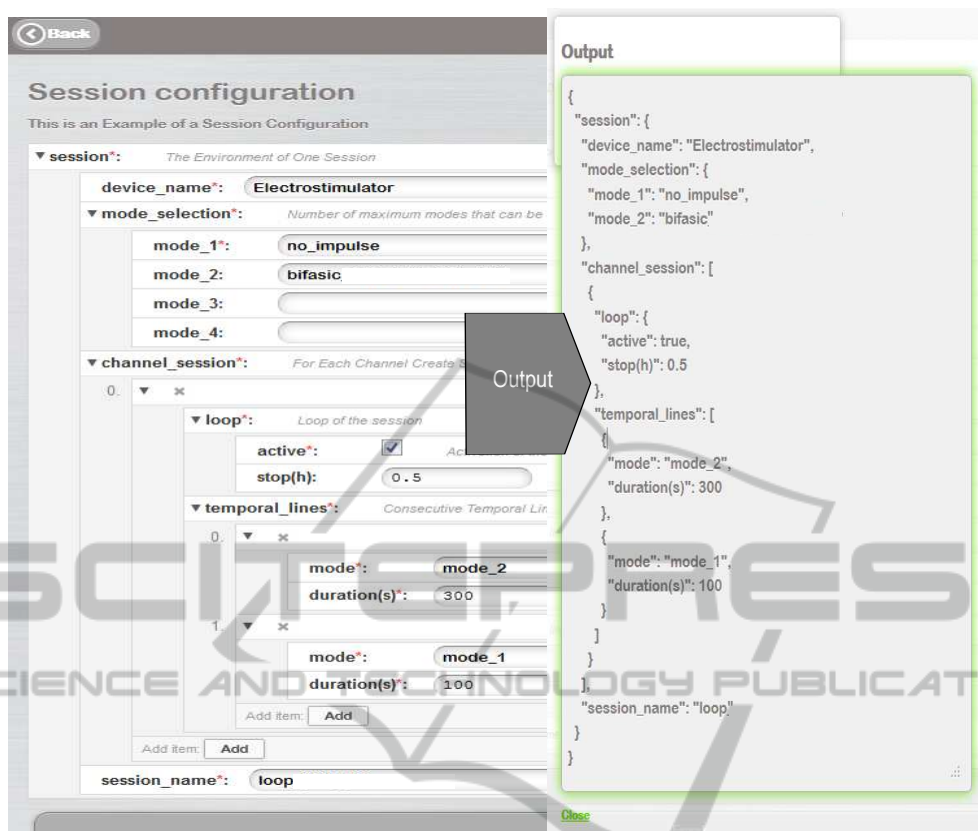 Back
Session configuration
This is an Example of a Session Configuration
▼ session*: The Environment of One Session
device_name*: Electrostimulator
▼ mode_selection*: Number of maximum modes that can be
mode_1*: no_impulse
mode_2: bifasic
mode_3:
mode_4:
▼ channel_session*: For Each Channel Create S
0. ▼ ×
▼ loop*: Loop of the session
active*:
stop(h): 0.5
▼ temporal_lines*: Consecutive Temporal Lin
0. ▼ ×
mode*: mode_2
duration(s)*: 300
1. ▼ ×
mode*: mode_1
duration(s)*: 100
Add item: Add
Add item: Add
session_name*: loop
Output
Output
{
"session": {
"device_name": "Electrostimulator",
"mode_selection": {
"mode_1": "no_impulse",
"mode_2": "bifasic"
},
"channel_session": [
{
"loop": {
"active": true,
"stop(h)": 0.5
},
"temporal_lines": [
{
"mode": "mode_2",
"duration(s)": 300
},
{
"mode": "mode_1",
"duration(s)": 100
}
]
}
],
"session_name": "loop"
}
}
Close
SCITEPRESS
SCIENCE AND TECHNOLOGY PUBLICAT